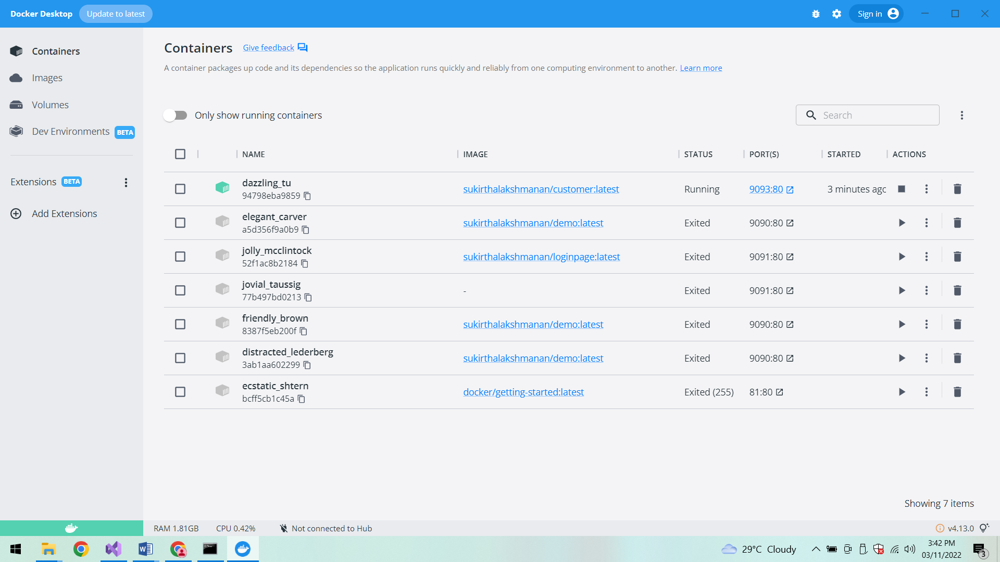 Docker Desktop Update to latest Sign in
Containers
Images
Volumes
Dev Environments BETA
Extensions BETA
Add Extensions
Containers Give feedback
A container packages up code and its dependencies so the application runs quickly and reliably from one computing environment to another. Learn more
Only show running containers Search
NAME IMAGE STATUS PORT(S) STARTED ACTIONS
dazzling_tu
94798eba9859 sukirthalakshmanan/customer:latest Running 9093:80 3 minutes agc
elegant_carver
a5d356f9a0b9 sukirthalakshmanan/demo:latest Exited 9090:80
jolly_mcclintock
52f1ac8b2184 sukirthalakshmanan/loginpage:latest Exited 9091:80
jovial_taussig
77b497bd0213 - Exited 9091:80
friendly_brown
8387f5eb200f sukirthalakshmanan/demo:latest Exited 9090:80
distracted_lederberg
3ab1aa602299 sukirthalakshmanan/demo:latest Exited 9090:80
ecstatic_shtern
bcff5cb1c45a docker/getting-started:latest Exited (255) 81:80
Showing 7 items
RAM 1.81GB CPU 0.42% Not connected to Hub v4.13.0
29°C Cloudy 3:42 PM
03/11/2022 3